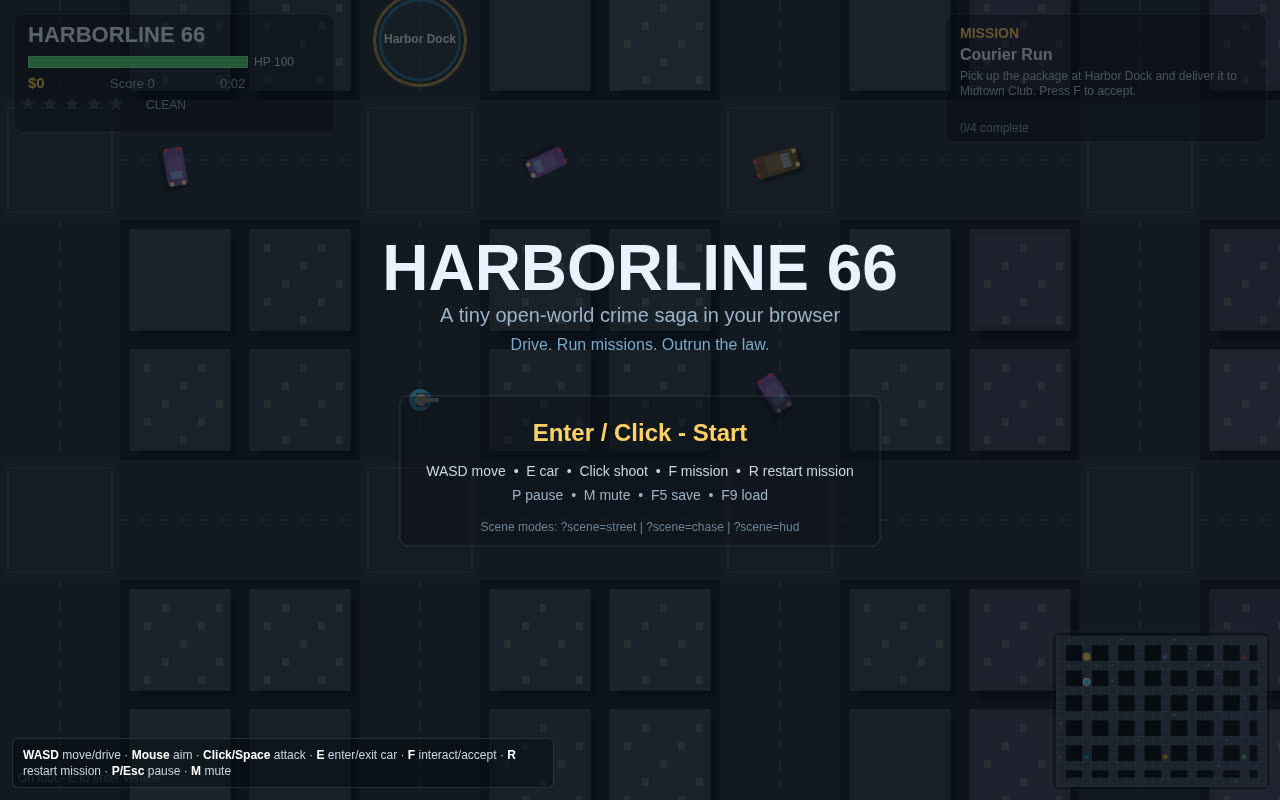 HARBORLINE 66
HP 100
$0 Score 0 0:02
CLEAN
Harbor Dock
MISSION
Courier Run
Pick up the package at Harbor Dock and deliver it to
Midtown Club. Press F to accept.
0/4 complete
HARBORLINE 66
A tiny open-world crime saga in your browser
Drive. Run missions. Outrun the law.
Enter / Click - Start
WASD move • E car • Click shoot • F mission • R restart mission
P pause • M mute • F5 save • F9 load
Scene modes: ?scene=street | ?scene=chase | ?scene=hud
WASD move/drive · Mouse aim · Click/Space attack · E enter/exit car · F interact/accept · R
restart mission · P/Esc pause · M mute